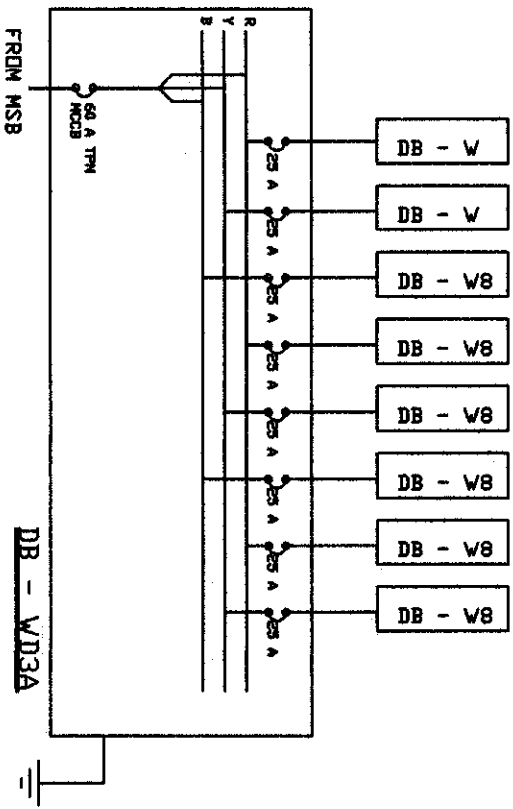 B
Y
R
FROM MSB
60 A TPN
MCCB
25 A
DB - W
25 A
DB - W
25 A
DB - W8
25 A
DB - W8
25 A
DB - W8
25 A
DB - W8
25 A
DB - W8
25 A
DB - W8
DB - WD3A